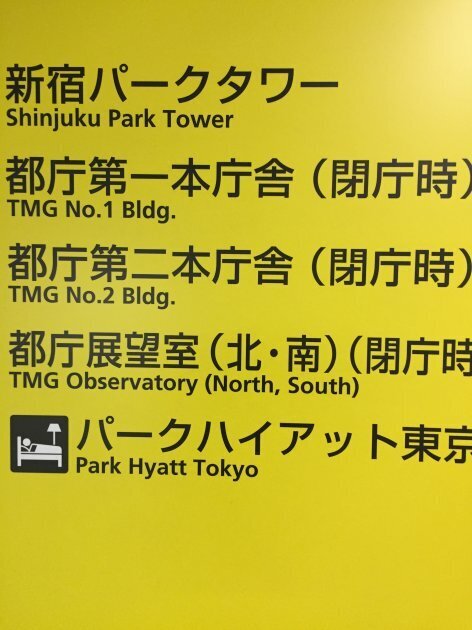 新宿パークタワー
Shinjuku Park Tower
都庁第一本庁舎（閉庁時）
TMG No.1 Bldg.
都庁第二本庁舎（閉庁時）
TMG No.2 Bldg.
都庁展望室（北・南）（閉庁時
TMG Observatory (North, South)
パークハイアット東京
Park Hyatt Tokyo